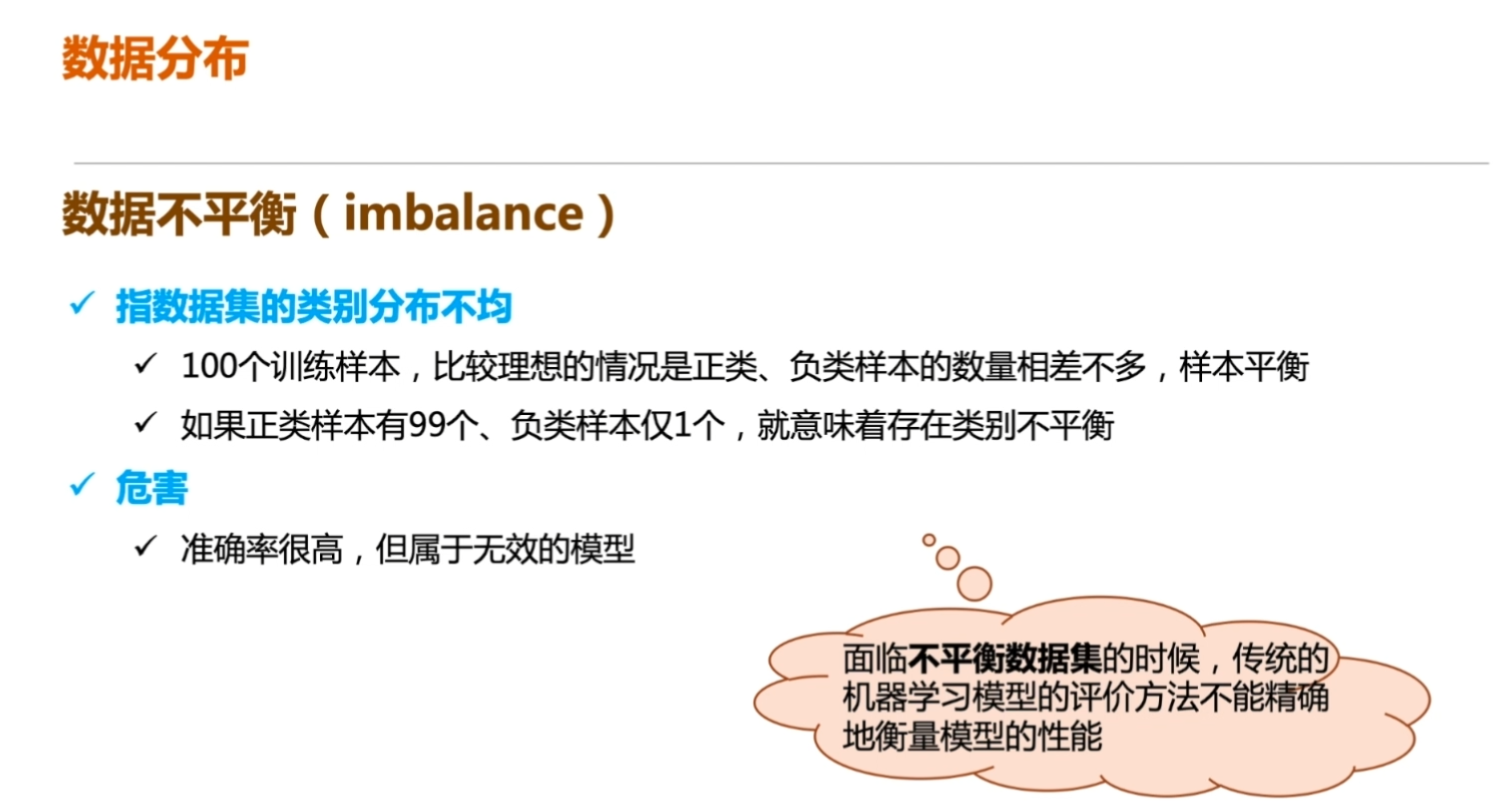 数据分布
数据不平衡（imbalance）
✓ 指数据集的类别分布不均
✓ 100个训练样本，比较理想的情况是正类、负类样本的数量相差不多，样本平衡
✓ 如果正类样本有99个、负类样本仅1个，就意味着存在类别不平衡
✓ 危害
✓ 准确率很高，但属于无效的模型
面临不平衡数据集的时候，传统的
机器学习模型的评价方法不能精确
地衡量模型的性能